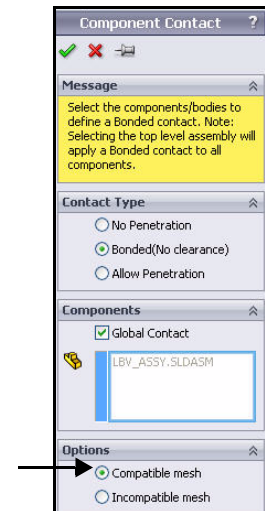 Component Contact ?
Message
Select the components/bodies to
define a Bonded contact. Note:
Selecting the top level assembly will
apply a Bonded contact to all
components.
Contact Type
No Penetration
Bonded(No clearance)
Allow Penetration
Components
Global Contact
LBV_ASSY.SLDASM
Options
Compatible mesh
Incompatible mesh